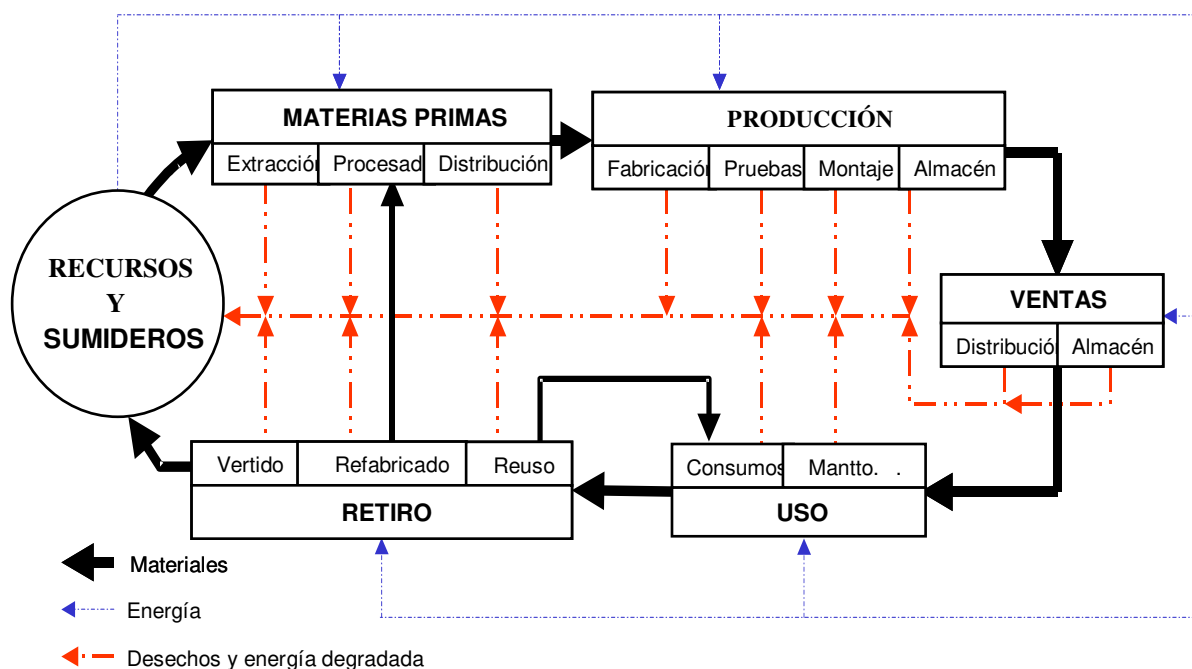 MATERIAS PRIMAS
Extracción
Procesad
Distribución
PRODUCCIÓN
Fabricación
Pruebas
Montaje
Almacén
RECURSOS
Y
SUMIDEROS
VENTAS
Distribución
Almacén
Vertido
Refabricado
Reuso
RETIRO
Consumos
Mantto. .
USO
Materiales
Energía
Desechos y energía degradada